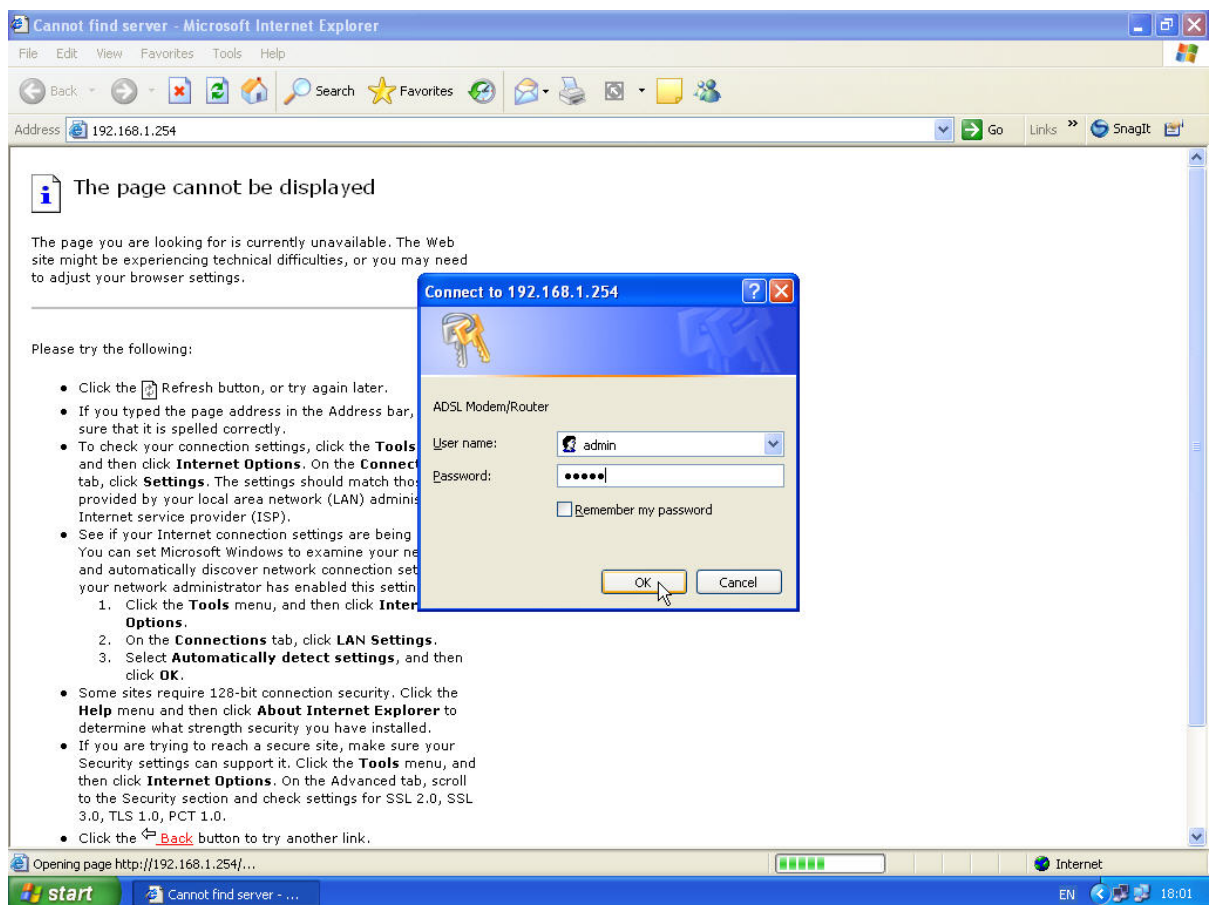 Cannot find server - Microsoft Internet Explorer
File Edit View Favorites Tools Help
Back Search Favorites
Address 192.168.1.254 Go Links » SnagIt
The page cannot be displayed
The page you are looking for is currently unavailable. The Web
site might be experiencing technical difficulties, or you may need
to adjust your browser settings.
Please try the following:
• Click the Refresh button, or try again later.
• If you typed the page address in the Address bar,
sure that it is spelled correctly.
• To check your connection settings, click the Tools
and then click Internet Options. On the Connect
tab, click Settings. The settings should match
provided by your local area network (LAN)
Internet service provider (ISP).
• See if your Internet connection settings are being
You can set Microsoft Windows to examine your
and automatically discover network connection
your network administrator has enabled this
1. Click the Tools menu, and then click
Options.
2. On the Connections tab, click LAN Settings.
3. Select Automatically detect settings, and then
click OK.
• Some sites require 128-bit connection security. Click the
Help menu and then click About Internet Explorer to
determine what strength security you have installed.
• If you are trying to reach a secure site, make sure your
Security settings can support it. Click the Tools menu, and
then click Internet Options. On the Advanced tab, scroll
to the Security section and check settings for SSL 2.0, SSL
3.0, TLS 1.0, PCT 1.0.
• Click the Back button to try another link.
Connect to 192.168.1.254
ADSL Modem/Router
User name: admin
Password: •••••
Remember my password
OK Cancel
Opening page http://192.168.1.254/... Internet
start Cannot find server - ... EN 18:01